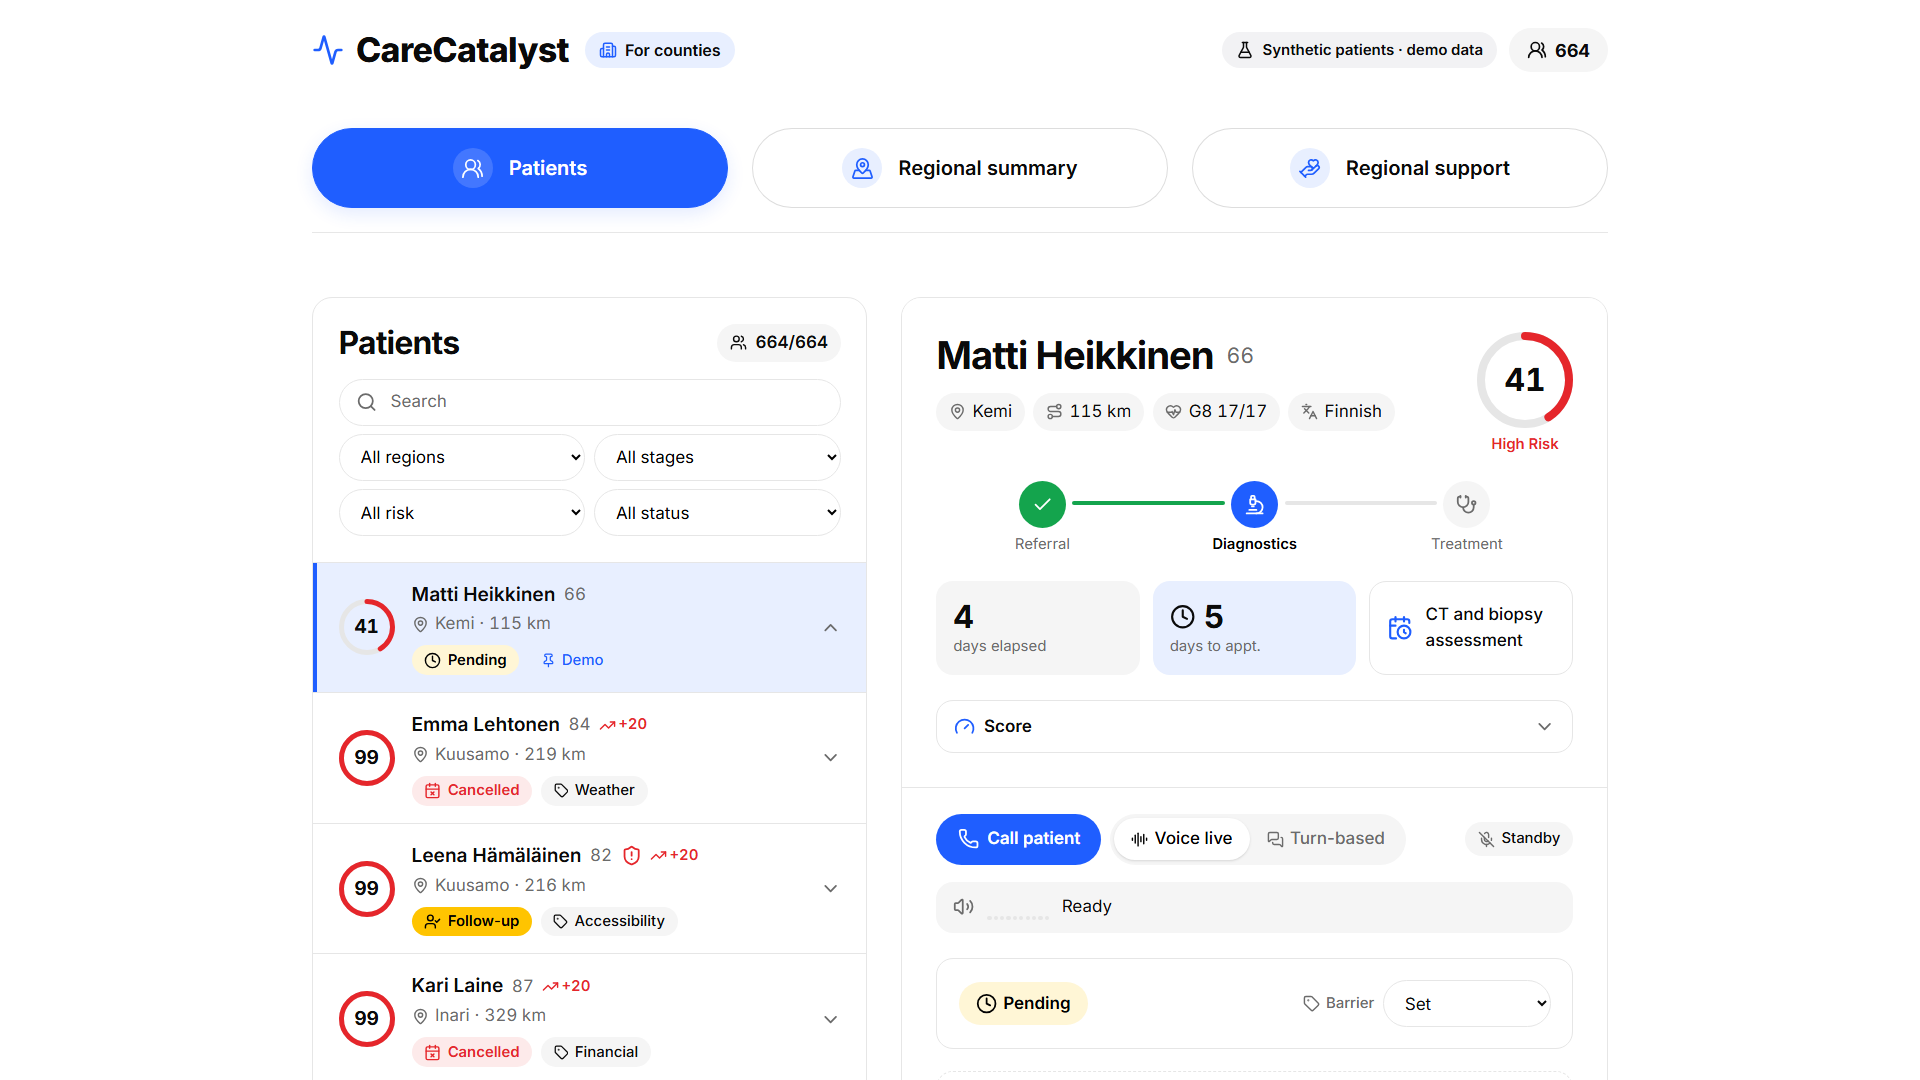 CareCatalyst
For counties
Synthetic patients · demo data
664
Patients
Regional summary
Regional support
Patients
664/664
Search
All regions
All stages
All risk
All status
41
Matti Heikkinen 66
Kemi · 115 km
Pending
Demo
99
Emma Lehtonen 84 +20
Kuusamo · 219 km
Cancelled
Weather
99
Leena Hämäläinen 82 +20
Kuusamo · 216 km
Follow-up
Accessibility
99
Kari Laine 87 +20
Inari · 329 km
Cancelled
Financial
Matti Heikkinen 66
Kemi
115 km
G8 17/17
Finnish
41
High Risk
Referral
Diagnostics
Treatment
4
days elapsed
5
days to appt.
CT and biopsy
assessment
Score
Call patient
Voice live
Turn-based
Standby
Ready
Pending
Barrier
Set